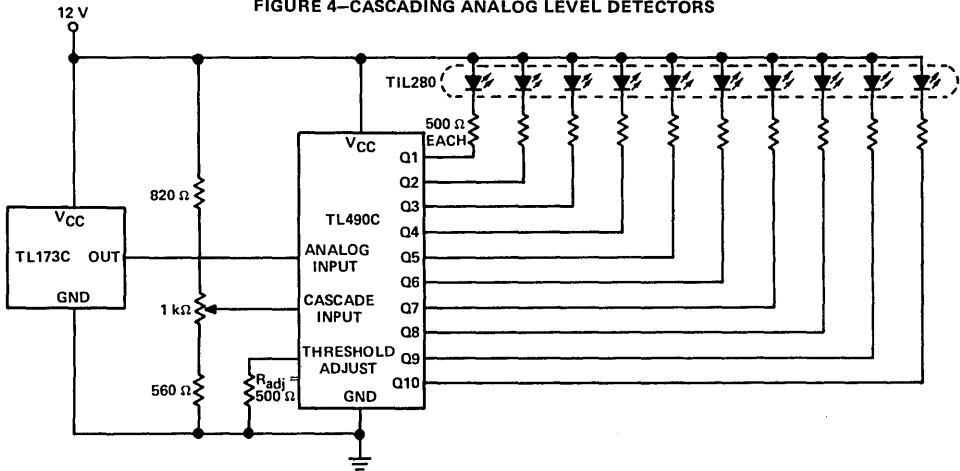 FIGURE 4—CASCADING ANALOG LEVEL DETECTORS
12 V
TIL280
500 Ω
EACH
VCC
Q1
Q2
820 Ω
Q3
VCC
TL490C
Q4
TL173C OUT
ANALOG
INPUT
Q5
Q6
GND
1 kΩ
CASCADE
INPUT
Q7
Q8
THRESHOLD
ADJUST
Q9
560 Ω
Radj =
500 Ω
GND
Q10